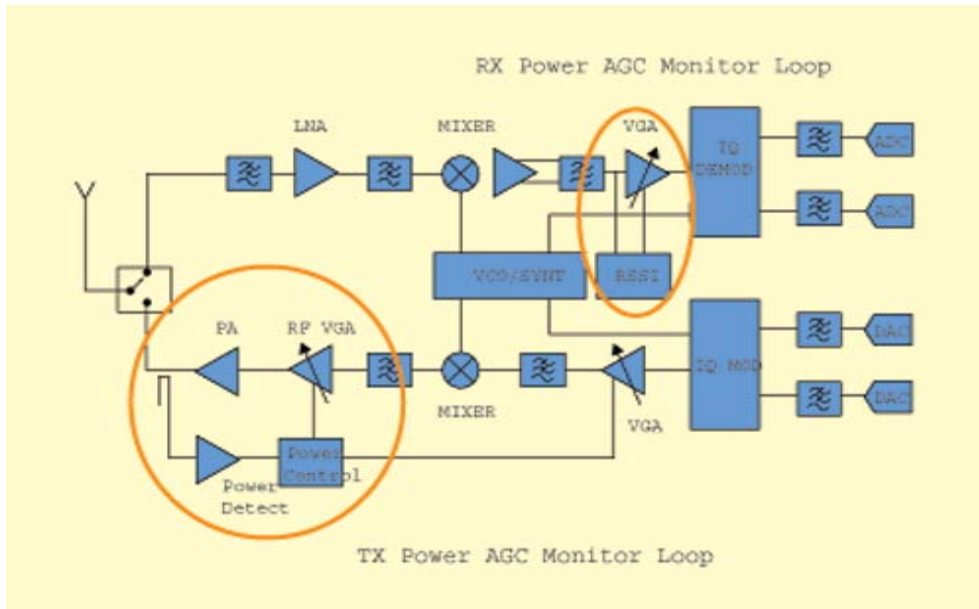 RX Power AGC Monitor Loop
LNA
MIXER
VGA
IQ
DEMOD
ADC
ADC
VCO/SYNT
RSSI
PA
RF VGA
DAC
IQ MOD
DAC
MIXER
VGA
Power
Control
Power
Detect
TX Power AGC Monitor Loop